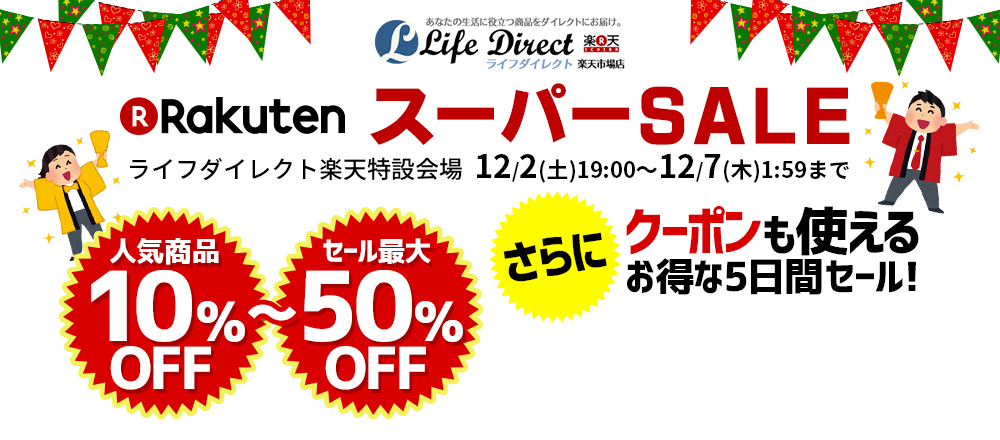 あなたの生活に役立つ商品をダイレクトにお届け。
L Life Direct 楽R天 ICHIBA
ライフダイレクト 楽天市場店
R Rakuten スーパーSALE
ライフダイレクト楽天特設会場 12/2(土)19:00～12/7(木)1:59まで
人気商品
10%
OFF
～
セール最大
50%
OFF
さらに
クーポンも使える
お得な5日間セール!